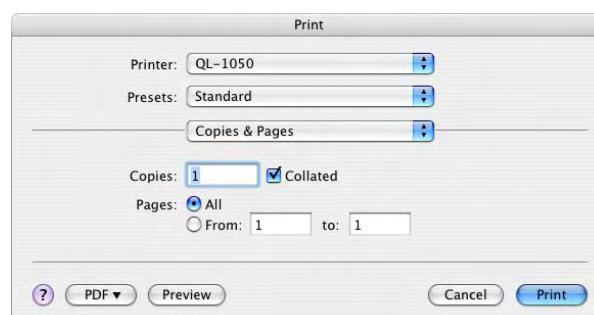 Print
Printer: QL-1050
Presets: Standard
Copies & Pages
Copies: 1 Collated
Pages: All
From: 1 to: 1
? PDF▼ Preview Cancel Print